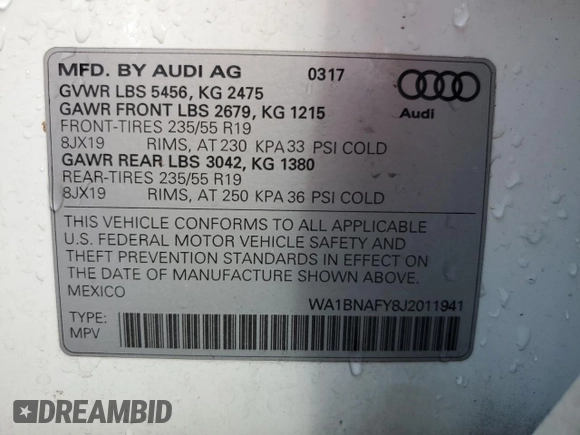 MFD. BY AUDI AG 0317
GVWR LBS 5456, KG 2475
GAWR FRONT LBS 2679, KG 1215
FRONT-TIRES 235/55 R19
8JX19 RIMS, AT 230 KPA 33 PSI COLD
GAWR REAR LBS 3042, KG 1380
REAR-TIRES 235/55 R19
8JX19 RIMS, AT 250 KPA 36 PSI COLD
Audi
THIS VEHICLE CONFORMS TO ALL APPLICABLE
U.S. FEDERAL MOTOR VEHICLE SAFETY AND
THEFT PREVENTION STANDARDS IN EFFECT ON
THE DATE OF MANUFACTURE SHOWN ABOVE.
MEXICO
WA1BNAFY8J2011941
TYPE:
MPV
DREAMBID